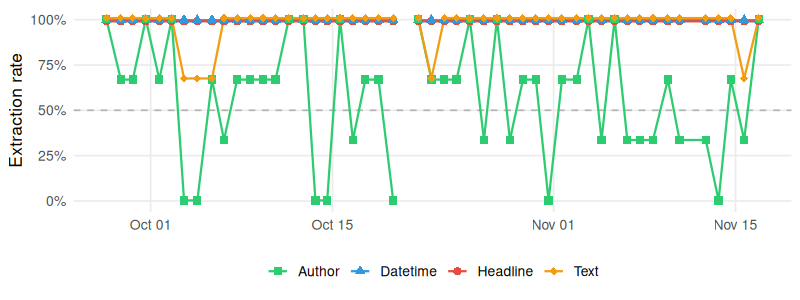 Extraction rate
100%
75%
50%
25%
0%
Oct 01
Oct 15
Nov 01
Nov 15
Author
Datetime
Headline
Text